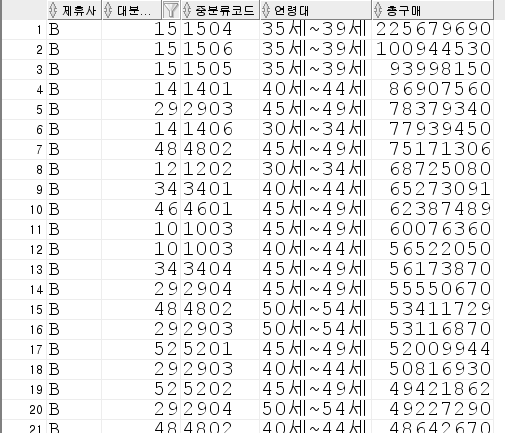 제휴사 대분... 중분류코드 연령대 총구매
1 B 15 1504 35세~39세 225679690
2 B 15 1506 35세~39세 100944530
3 B 15 1505 35세~39세 93998150
4 B 14 1401 40세~44세 86907560
5 B 29 2903 45세~49세 78379340
6 B 14 1406 30세~34세 77939450
7 B 48 4802 45세~49세 75171306
8 B 12 1202 30세~34세 68725080
9 B 34 3401 40세~44세 65273091
10 B 46 4601 45세~49세 62387489
11 B 10 1003 45세~49세 60076360
12 B 10 1003 40세~44세 56522050
13 B 34 3404 45세~49세 56173870
14 B 29 2904 45세~49세 55550670
15 B 48 4802 50세~54세 53411729
16 B 29 2903 50세~54세 53116870
17 B 52 5201 45세~49세 52009944
18 B 29 2903 40세~44세 50816930
19 B 52 5202 45세~49세 49421862
20 B 29 2904 50세~54세 49227290
21 B 48 4802 40세~44세 48642670